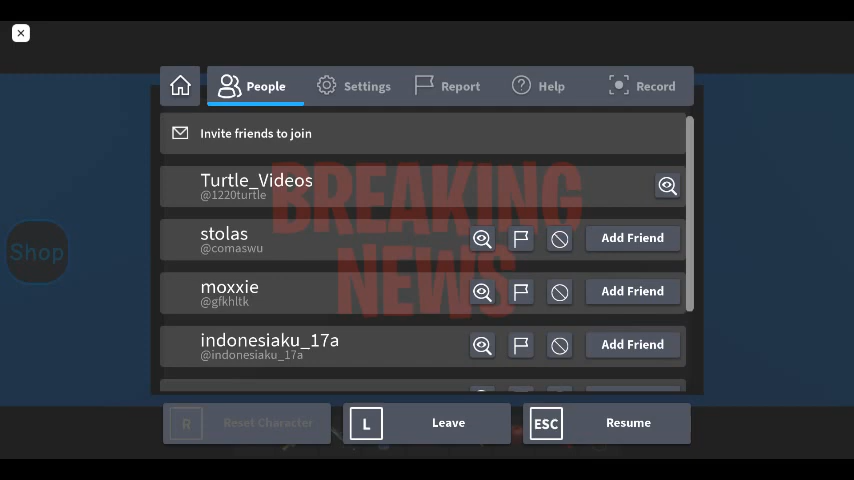 People
Settings
Report
Help
Record
Invite friends to join
Turtle_Videos
@1220turtle
BREAKING
NEWS
stolas
@comaswu
Add Friend
Shop
moxxie
@gfkhltk
Add Friend
indonesiaku_17a
@indonesiaku_17a
Add Friend
R
Reset Character
L
Leave
ESC
Resume